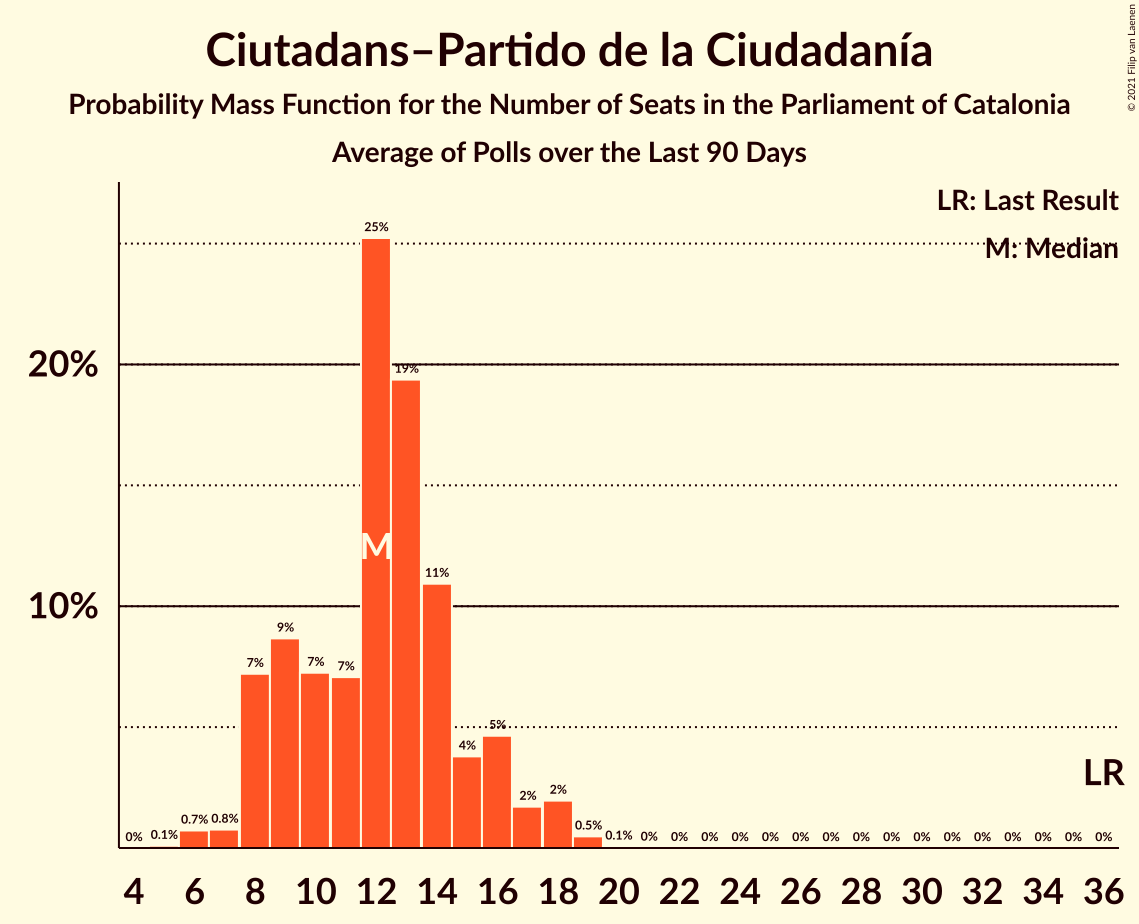 Ciutadans–Partido de la Ciudadanía
Probability Mass Function for the Number of Seats in the Parliament of Catalonia
Average of Polls over the Last 90 Days
© 2021 Filip van Laenen
LR: Last Result
M: Median
20%
10%
0% 0.1% 0.7% 0.8% 7% 9% 7% 7% 25% 19% 11% 4% 5% 2% 2% 0.5% 0.1% 0% 0% 0% 0% 0% 0% 0% 0% 0% 0% 0% 0% 0% 0% 0% 0%
M
LR
4 6 8 10 12 14 16 18 20 22 24 26 28 30 32 34 36